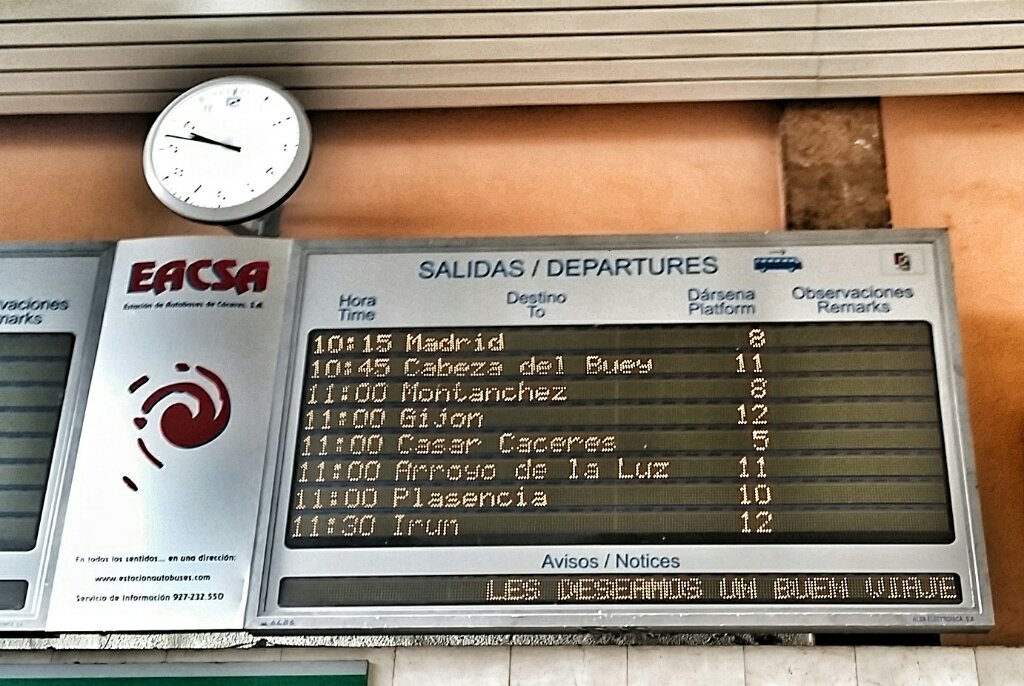 EACSA
Estación de Autobuses de Cáceres, S.A.
En todos los sentidos... en una dirección:
www.estacionautobuses.com
Servicio de Información 927-232.550
SALIDAS / DEPARTURES
Hora Destino Dársena Observaciones
Time To Platform Remarks
10:15 Madrid 8
10:45 Cabeza del Buey 11
11:00 Montanchez 8
11:00 Gijon 12
11:00 Casar Caceres 5
11:00 Arroyo de la Luz 11
11:00 Plasencia 10
11:30 Irun 12
Avisos / Notices
LES DESEAMOS UN BUEN VIAJE